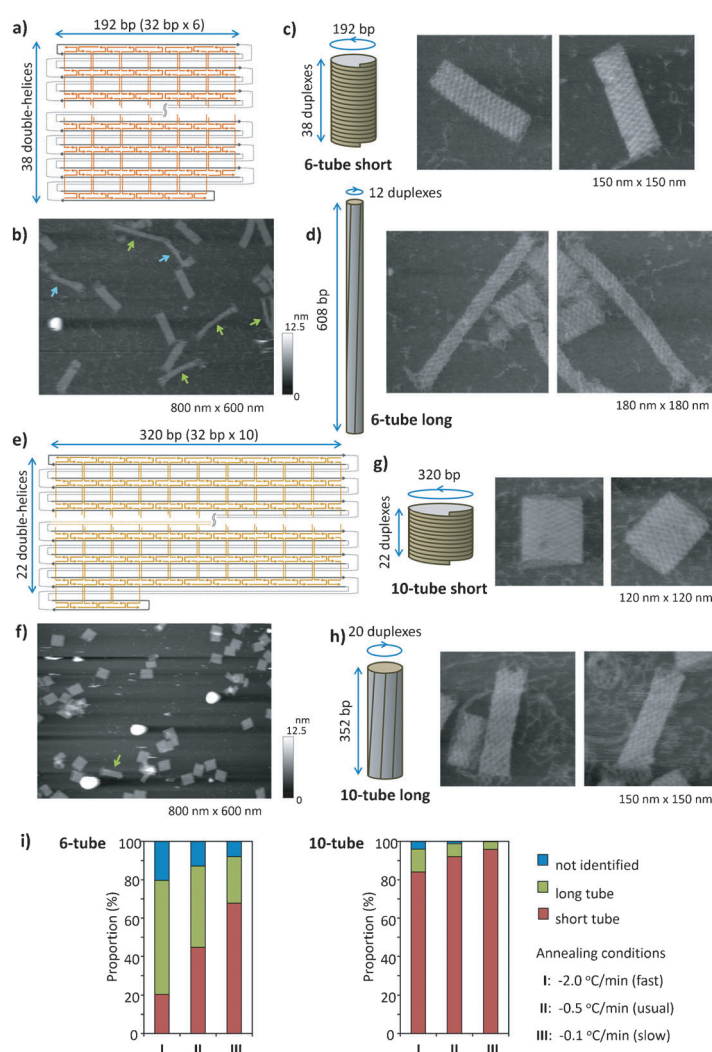 a)
192 bp (32 bp x 6)
38 double-helices
b)
nm
12.5
0
800 nm x 600 nm
c)
192 bp
38 duplexes
6-tube short
150 nm x 150 nm
12 duplexes
d)
608 bp
6-tube long
180 nm x 180 nm
e)
320 bp (32 bp x 10)
22 double-helices
f)
nm
12.5
0
800 nm x 600 nm
g)
320 bp
22 duplexes
10-tube short
120 nm x 120 nm
h)
20 duplexes
352 bp
10-tube long
150 nm x 150 nm
i)
6-tube
Proportion (%)
100
80
60
40
20
0
I II III
10-tube
Proportion (%)
100
80
60
40
20
0
I II III
not identified
long tube
short tube
Annealing conditions
I: -2.0 °C/min (fast)
II: -0.5 °C/min (usual)
III: -0.1 °C/min (slow)